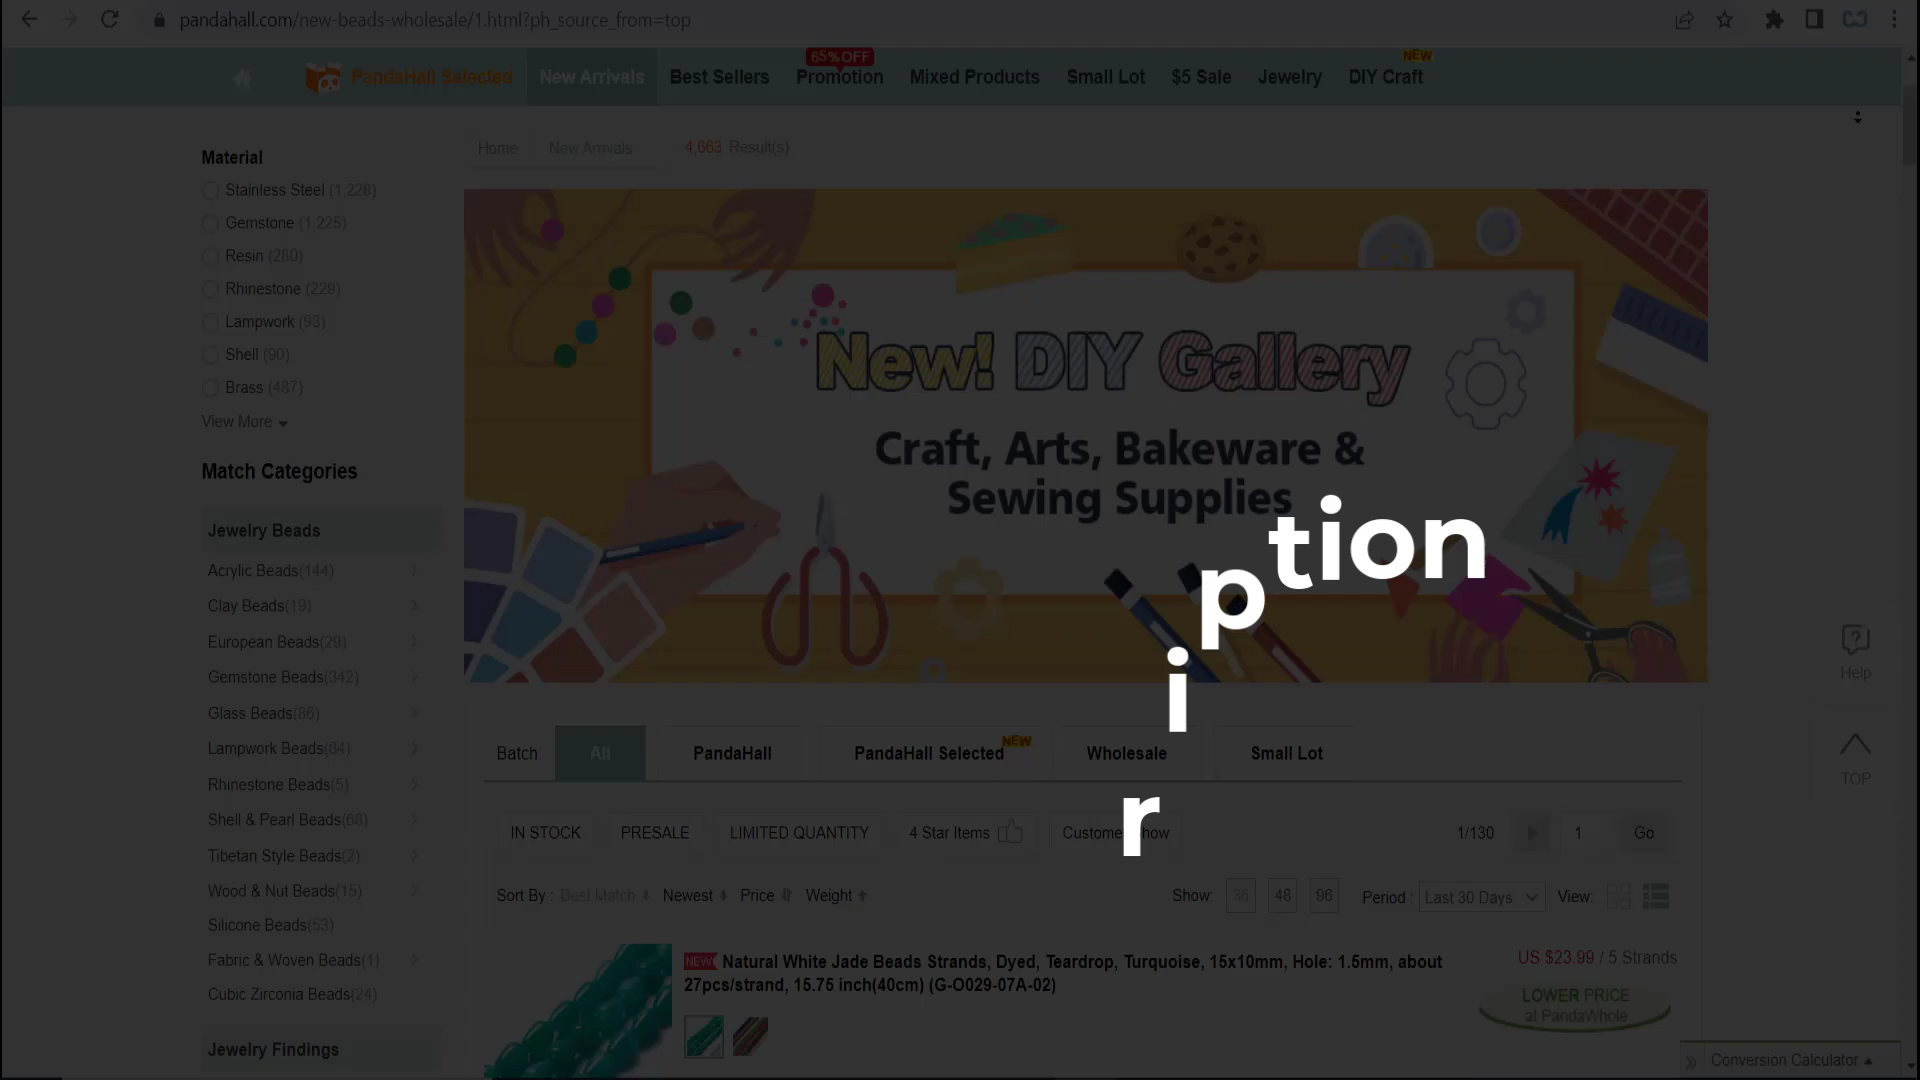 pandahall.com/new-beads-wholesale/1.html?ph_source_from=top
65%OFF
NEW
PandaHall Selected New Arrivals Best Sellers Promotion Mixed Products Small Lot $5 Sale Jewelry DIY Craft
Home New Arrivals 4,663 Result(s)
Material
Stainless Steel (1,228)
Gemstone (1,225)
Resin (280)
Rhinestone (229)
Lampwork (93)
Shell (90)
Brass (487)
View More
Match Categories
Jewelry Beads
Acrylic Beads(144)
Clay Beads(19)
European Beads(29)
Gemstone Beads(342)
Glass Beads(86)
Lampwork Beads(64)
Rhinestone Beads(5)
Shell & Pearl Beads(68)
Tibetan Style Beads(2)
Wood & Nut Beads(15)
Silicone Beads(53)
Fabric & Woven Beads(1)
Cubic Zirconia Beads(24)
Jewelry Findings
New! DIY Gallery
Craft, Arts, Bakeware &
Sewing Supplies
ription
Help
TOP
Batch All PandaHall PandaHall Selected NEW Wholesale Small Lot
IN STOCK PRESALE LIMITED QUANTITY 4 Star Items Customer Show 1/130 1 Go
Sort By : Best Match Newest Price Weight Show: 36 48 96 Period : Last 30 Days View:
NEW Natural White Jade Beads Strands, Dyed, Teardrop, Turquoise, 15x10mm, Hole: 1.5mm, about
27pcs/strand, 15.75 inch(40cm) (G-O029-07A-02)
US $23.99 / 5 Strands
LOWER PRICE
at PandaWhole
Conversion Calculator